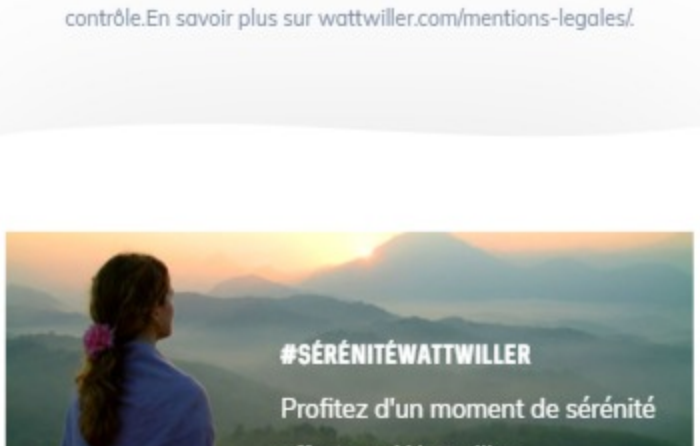 contrôle.En savoir plus sur wattwiller.com/mentions-legales/.
#SÉRÉNITÉWATTWILLER
Profitez d'un moment de sérénité